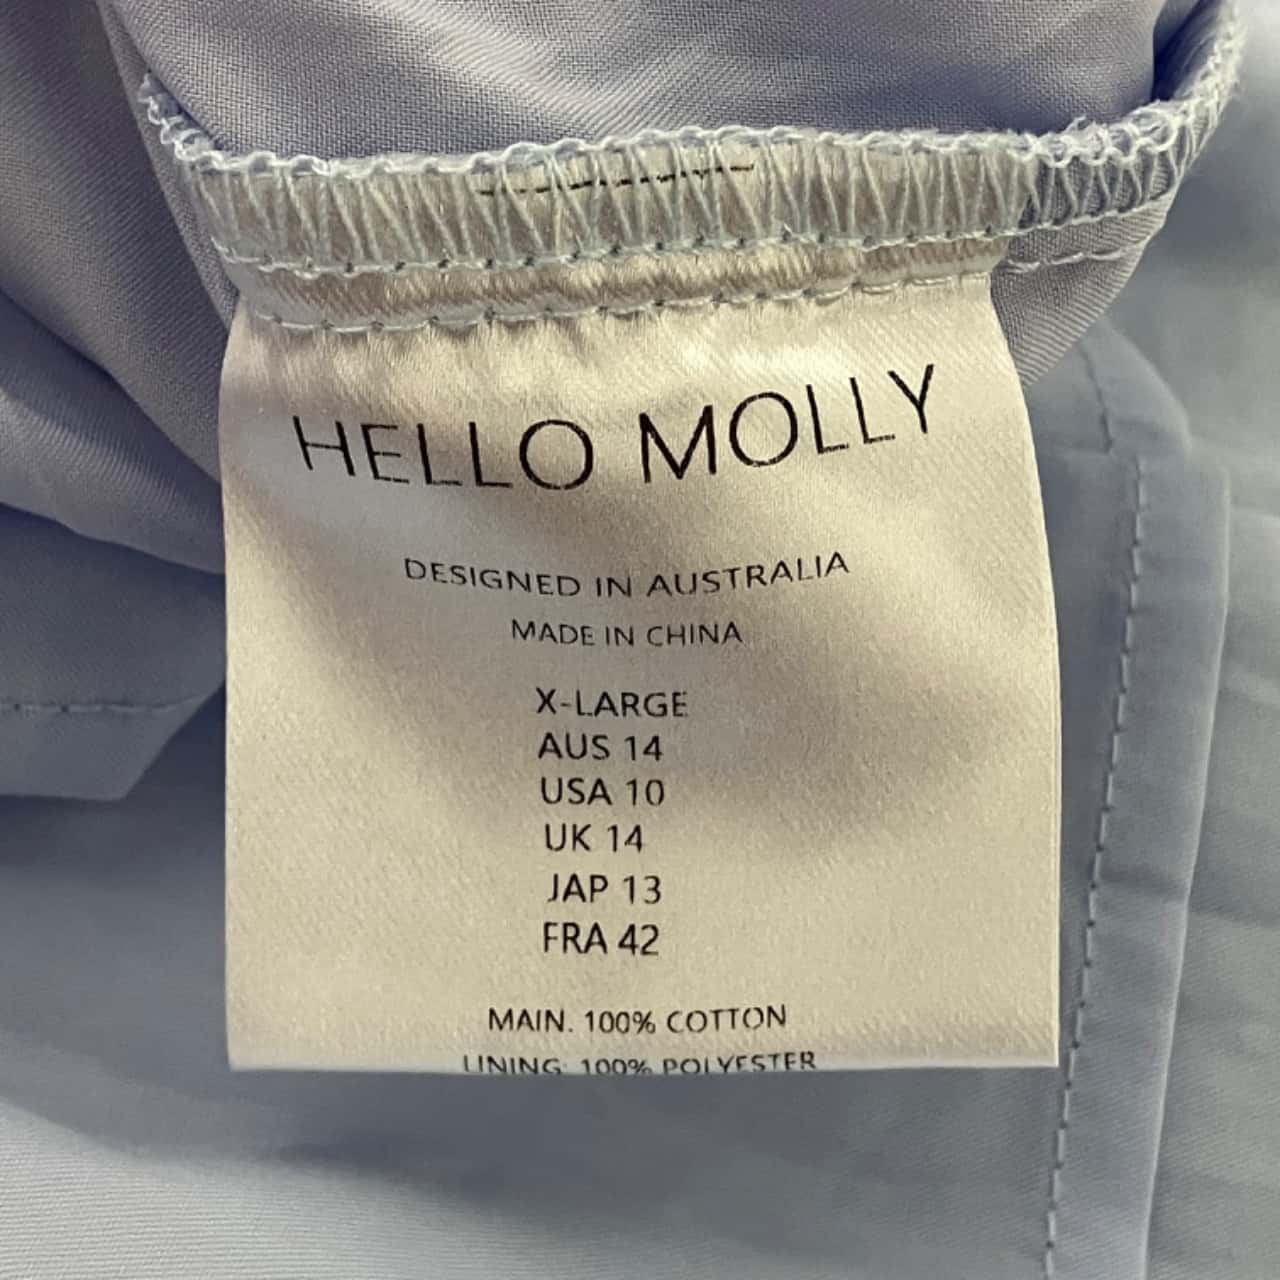 HELLO MOLLY
DESIGNED IN AUSTRALIA
MADE IN CHINA
X-LARGE
AUS 14
USA 10
UK 14
JAP 13
FRA 42
MAIN. 100% COTTON
LINING: 100% POLYESTER